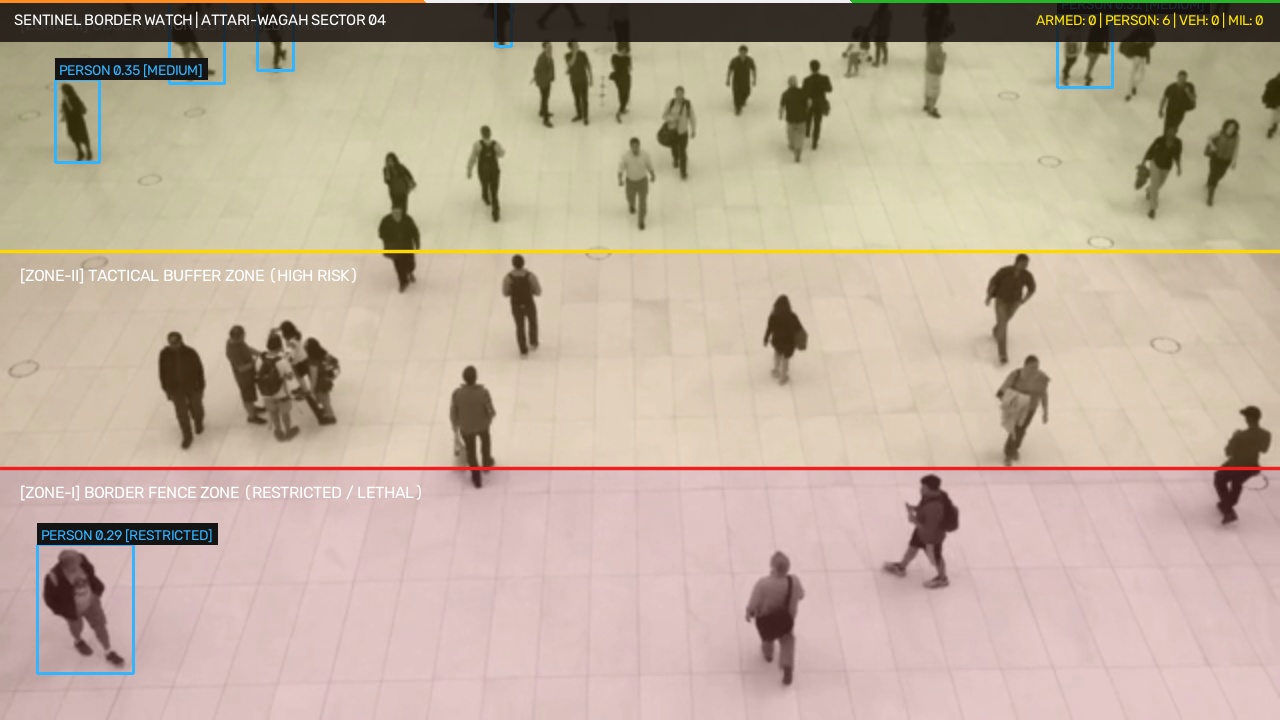 SENTINEL BORDER WATCH | ATTARI-WAGAH SECTOR 04
ARMED: 0 | PERSON: 6 | VEH: 0 | MIL: 0
PERSON 0.35 [MEDIUM]
[ZONE-II] TACTICAL BUFFER ZONE (HIGH RISK)
[ZONE-I] BORDER FENCE ZONE (RESTRICTED / LETHAL)
PERSON 0.29 [RESTRICTED]